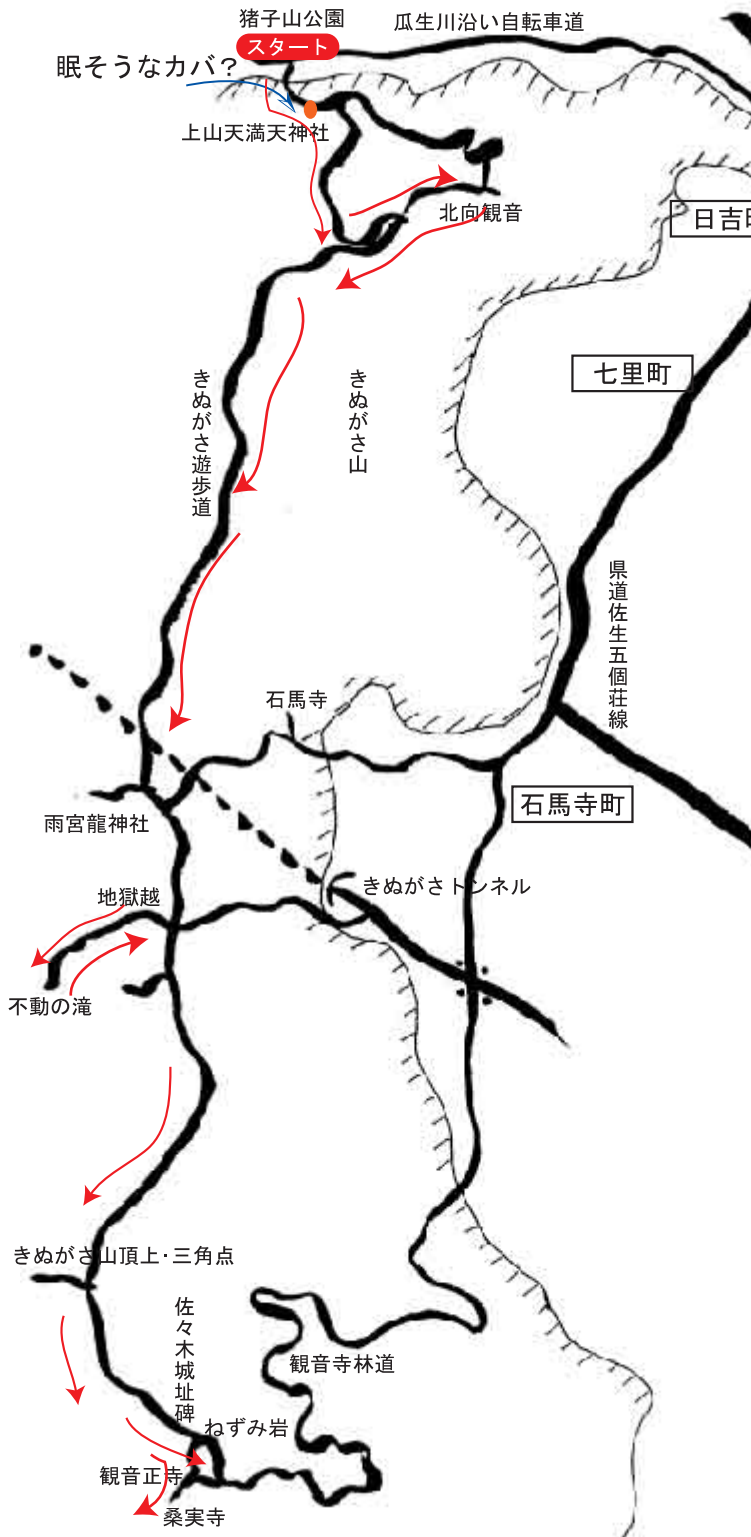 猪子山公園
瓜生川沿い自転車道
スタート
眠そうなカバ？
上山天満天神社
北向観音
日吉
七里町
きぬがさ遊歩道
きぬがさ山
県道佐生五個荘線
石馬寺
石馬寺町
雨宮龍神社
きぬがさトンネル
地獄越
不動の滝
きぬがさ山頂上・三角点
佐々木城址碑
観音寺林道
ねずみ岩
観音正寺
桑実寺